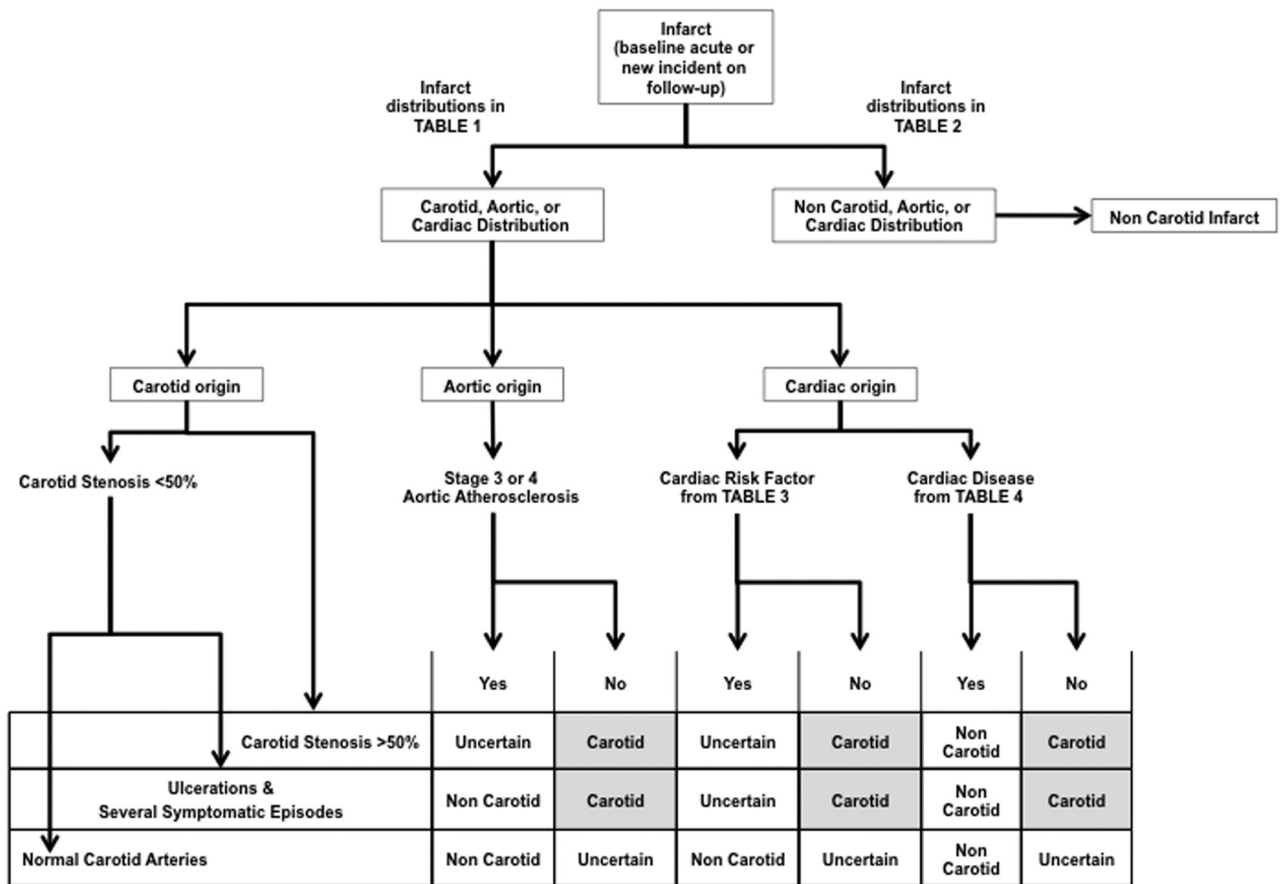 Infarct
(baseline acute or
new incident on
follow-up)
Infarct
distributions in
TABLE 1
Infarct
distributions in
TABLE 2
Carotid, Aortic, or
Cardiac Distribution
Non Carotid, Aortic, or
Cardiac Distribution
Non Carotid Infarct
Carotid origin
Aortic origin
Cardiac origin
Carotid Stenosis <50%
Stage 3 or 4
Aortic Atherosclerosis
Cardiac Risk Factor
from TABLE 3
Cardiac Disease
from TABLE 4
Yes No Yes No Yes No
Carotid Stenosis >50% Uncertain Carotid Uncertain Carotid Non Carotid Carotid
Ulcerations &
Several Symptomatic Episodes Non Carotid Carotid Uncertain Carotid Non Carotid Carotid
Normal Carotid Arteries Non Carotid Uncertain Non Carotid Uncertain Non Carotid Uncertain